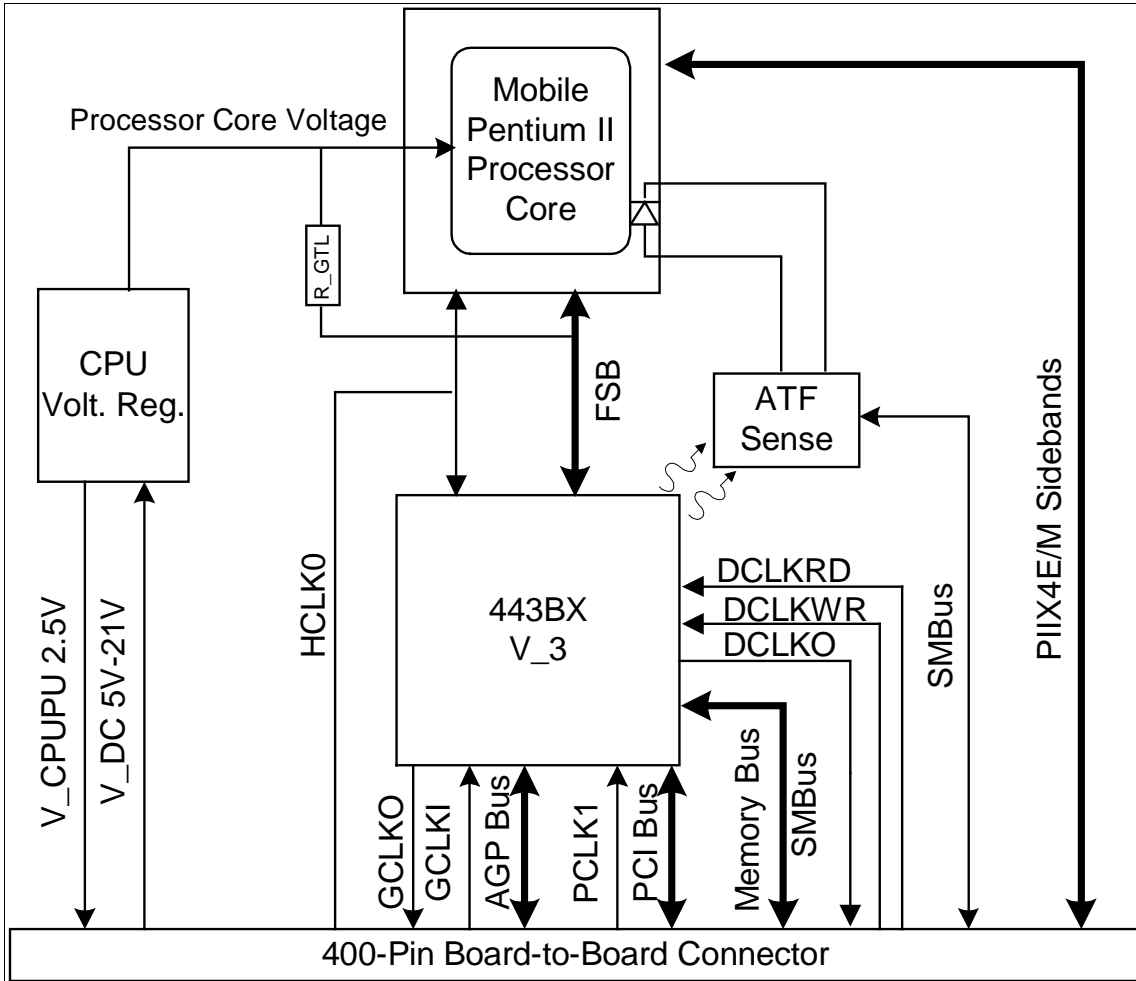 Mobile
Pentium II
Processor
Core
Processor Core Voltage
R_GTL
CPU
Volt. Reg.
FSB
ATF
Sense
PIIX4E/M Sidebands
HCLK0
443BX
V_3
DCLKRD
DCLKWR
DCLKO
SMBus
V_CPUPU 2.5V
V_DC 5V-21V
GCLKO
GCLKI
AGP Bus
PCLK1
PCI Bus
Memory Bus
SMBus
400-Pin Board-to-Board Connector